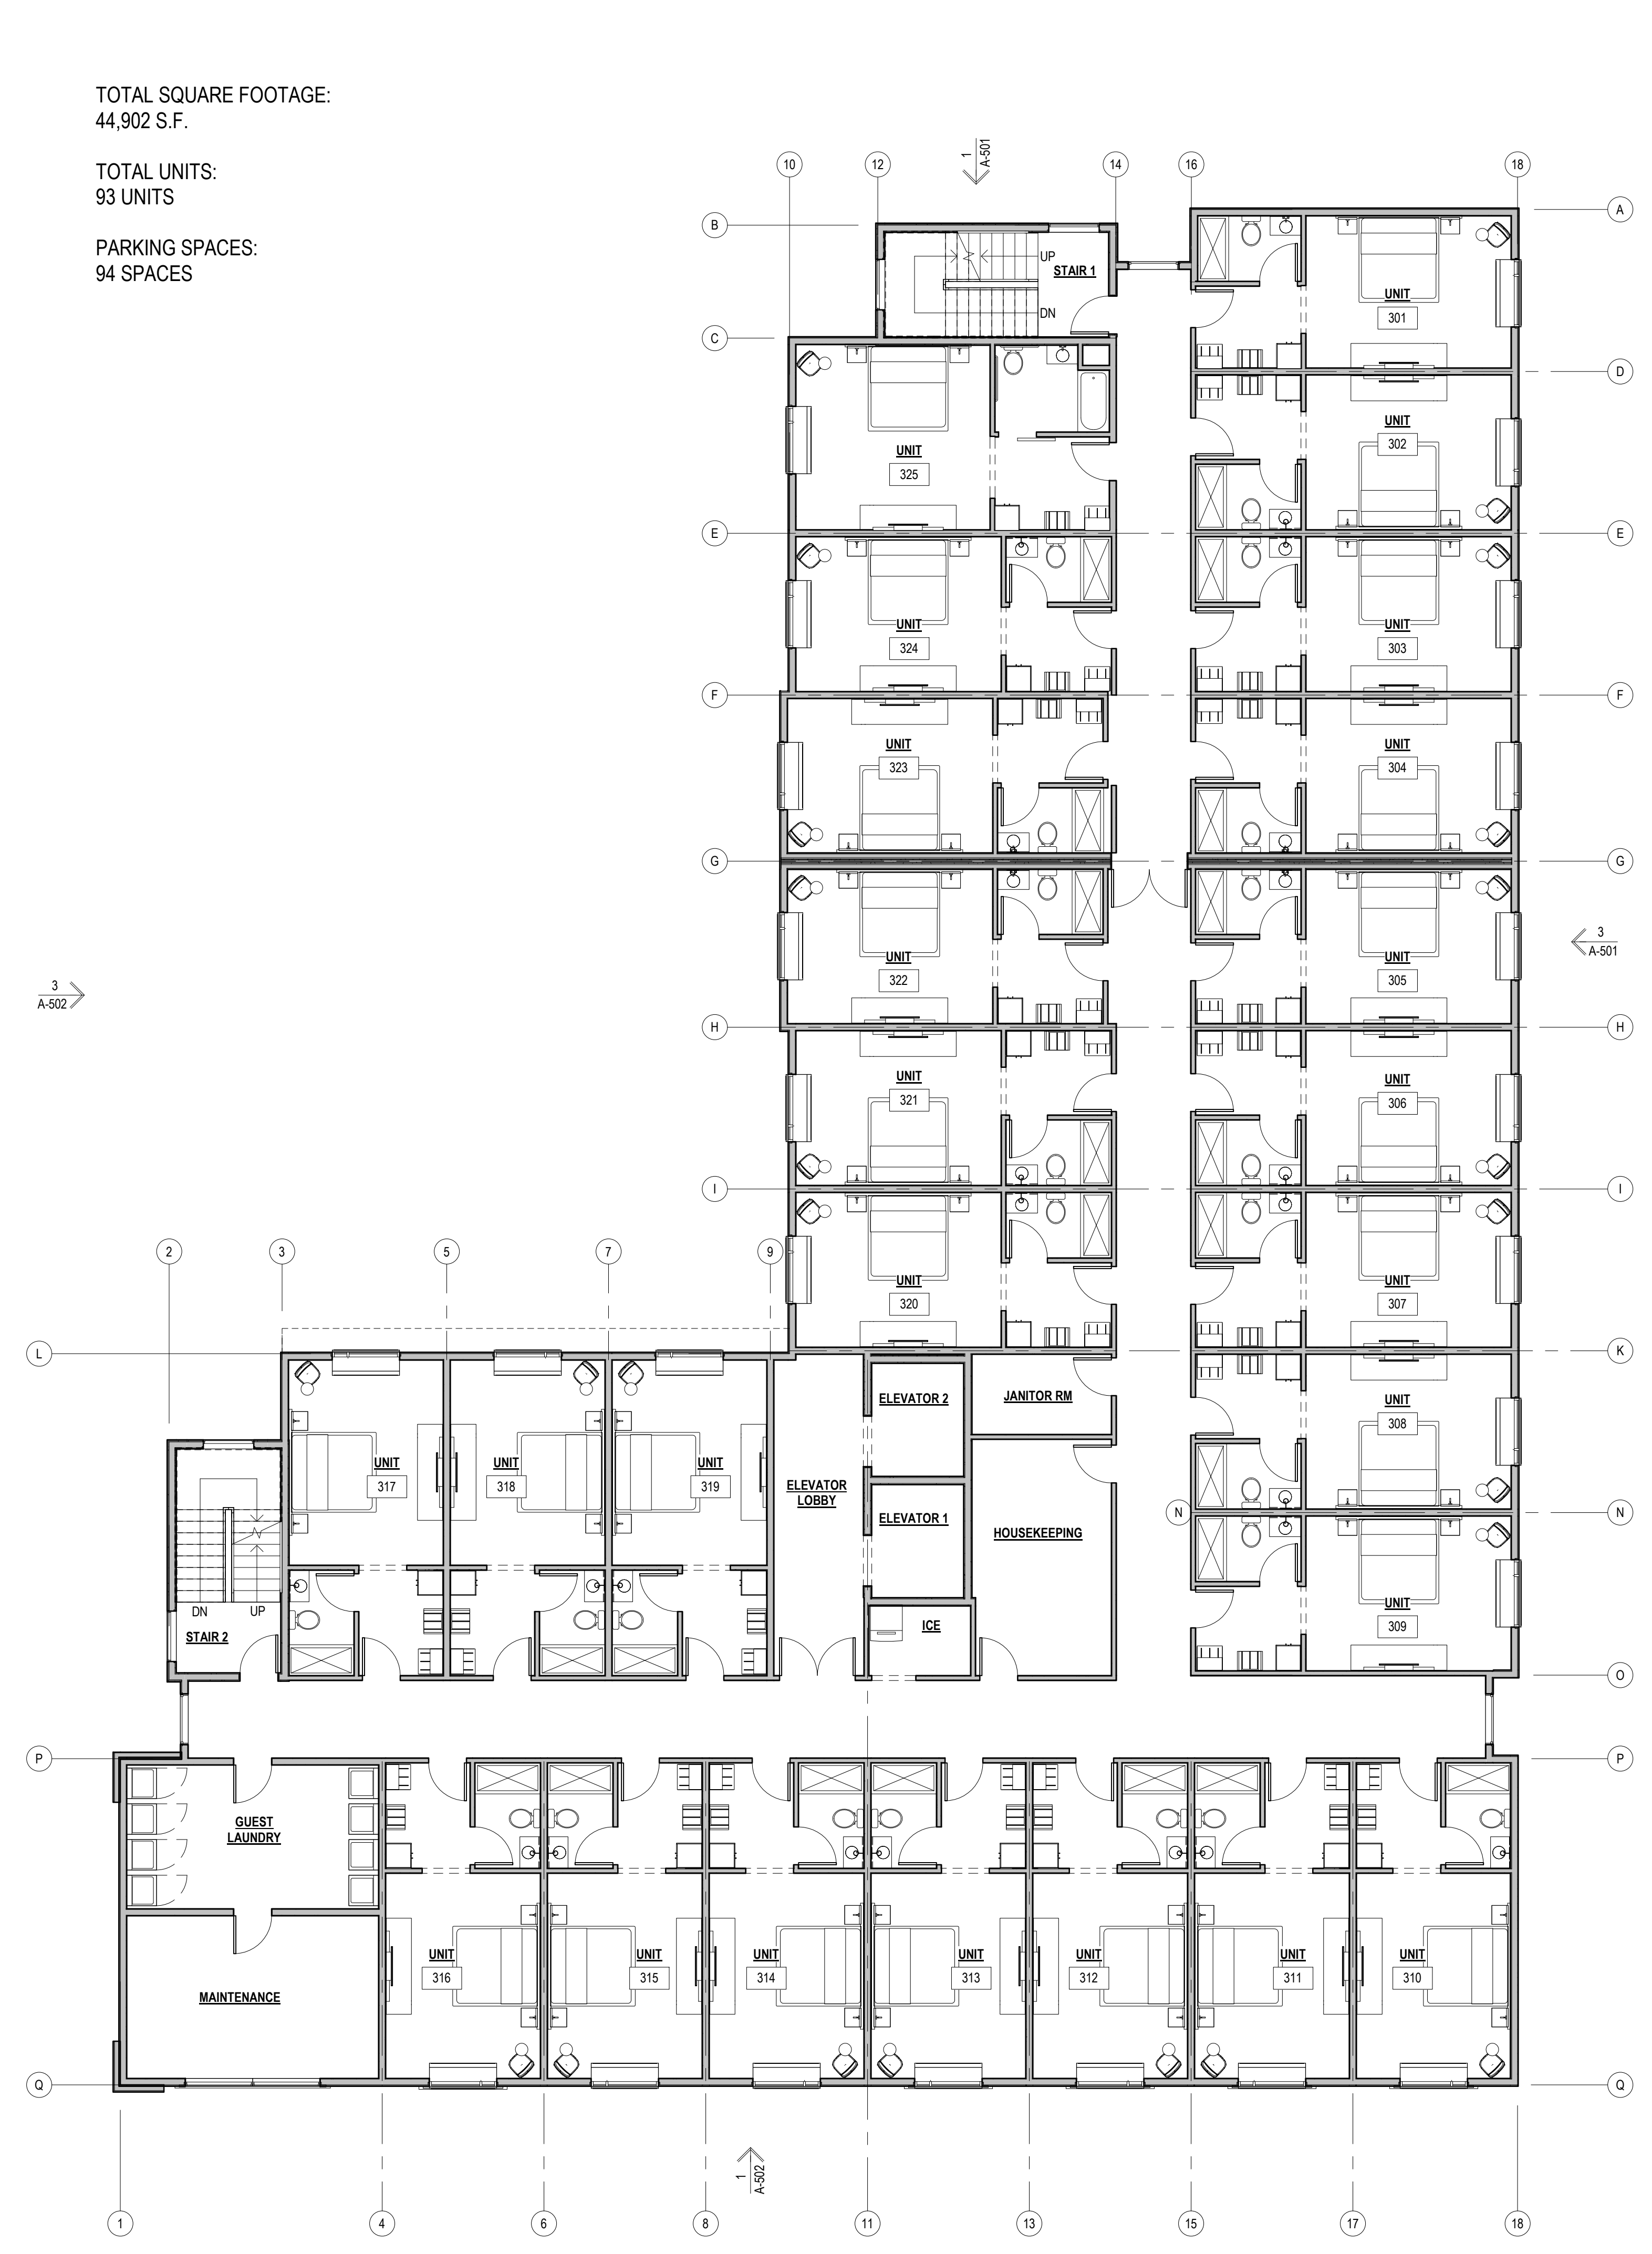 TOTAL SQUARE FOOTAGE:
44,902 S.F.
TOTAL UNITS:
93 UNITS
PARKING SPACES:
94 SPACES
1
A-501
10
12
14
16
18
A
B
UP
STAIR 1
DN
UNIT
301
C
D
UNIT
302
UNIT
325
E
E
UNIT
324
UNIT
303
F
F
UNIT
323
UNIT
304
G
G
3
A-501
UNIT
322
UNIT
305
3
A-502
H
H
UNIT
321
UNIT
306
I
I
2
3
5
7
9
UNIT
320
UNIT
307
L
K
ELEVATOR 2
JANITOR RM
UNIT
308
UNIT
317
UNIT
318
UNIT
319
ELEVATOR
LOBBY
ELEVATOR 1
HOUSEKEEPING
N
N
DN
UP
STAIR 2
ICE
UNIT
309
O
P
P
GUEST
LAUNDRY
UNIT
316
UNIT
315
UNIT
314
UNIT
313
UNIT
312
UNIT
311
UNIT
310
MAINTENANCE
Q
Q
1
A-502
1
4
6
8
11
13
15
17
18